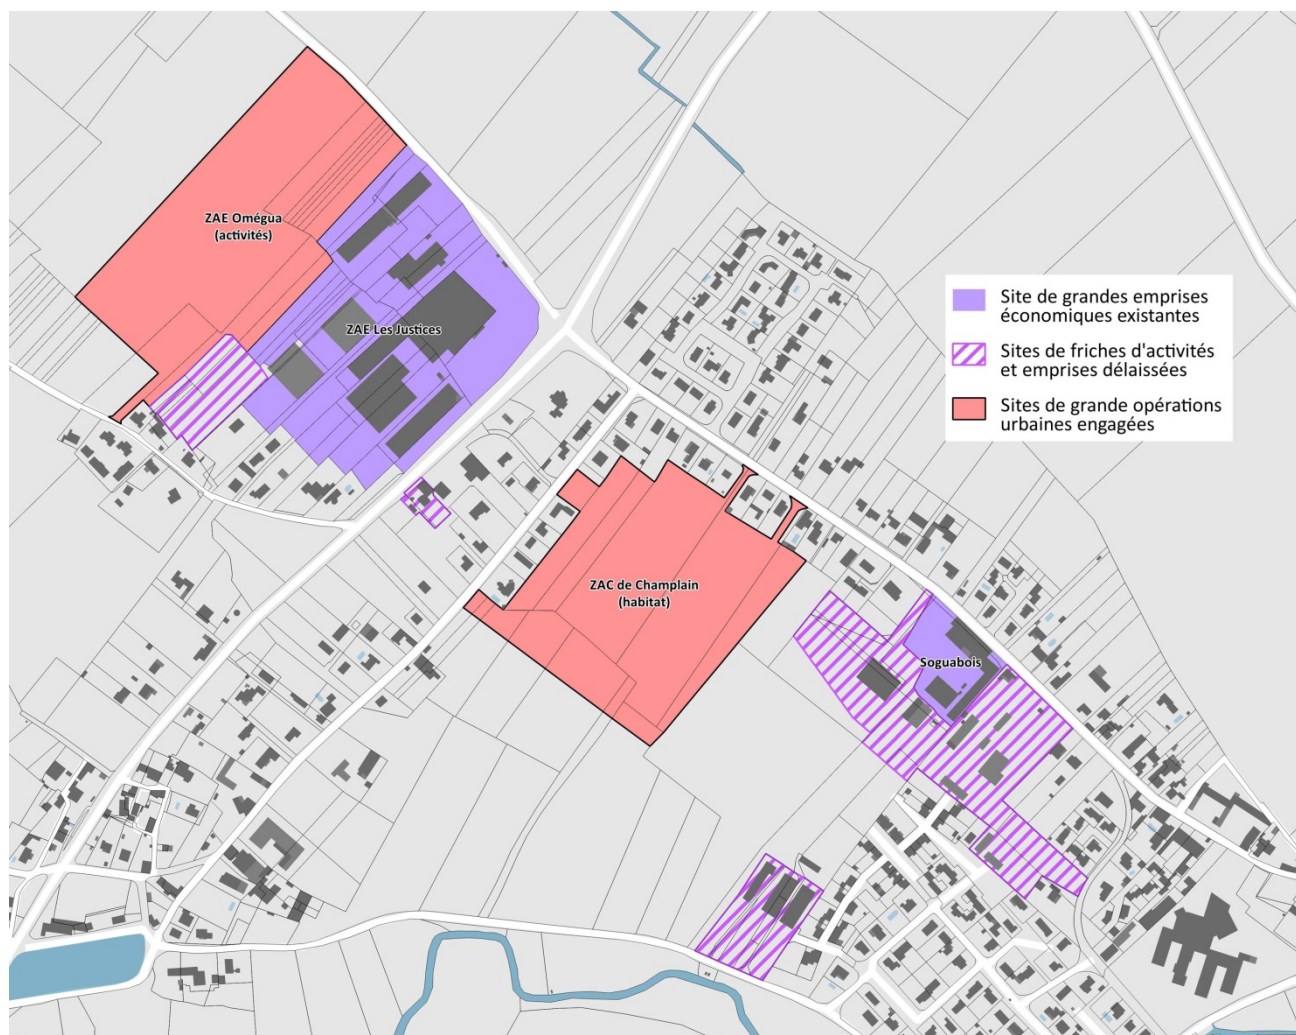 ZAE Omégua
(activités)
ZAE Les Justices
Site de grandes emprises
économiques existantes
Sites de friches d'activités
et emprises délaissées
Sites de grande opérations
urbaines engagées
ZAC de Champlain
(habitat)
Soguabois